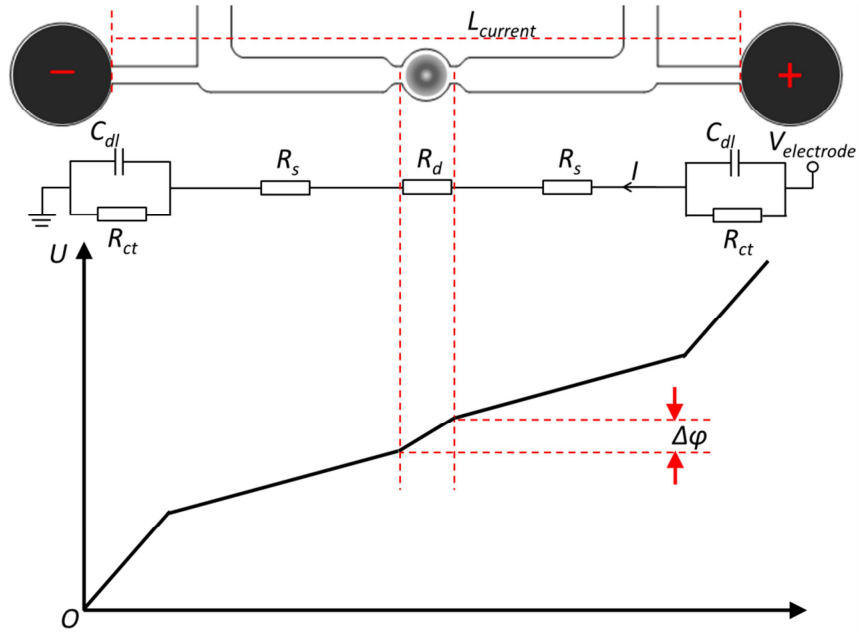 L_current
− +
C_dl C_dl V_electrode
R_s R_d R_s I
R_ct R_ct
U
Δφ
O